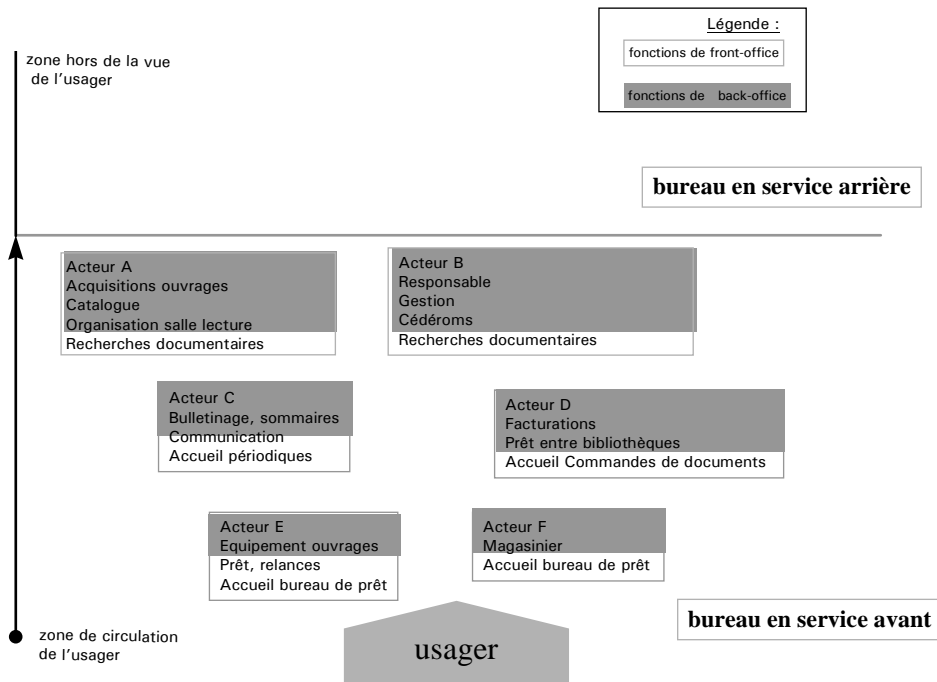 Légende :
fonctions de front-office
fonctions de back-office
zone hors de la vue
de l'usager
bureau en service arrière
Acteur A
Acquisitions ouvrages
Catalogue
Organisation salle lecture
Recherches documentaires
Acteur B
Responsable
Gestion
Cédéroms
Recherches documentaires
Acteur C
Bulletinage, sommaires
Communication
Accueil périodiques
Acteur D
Facturations
Prêt entre bibliothèques
Accueil Commandes de documents
Acteur E
Equipement ouvrages
Prêt, relances
Accueil bureau de prêt
Acteur F
Magasinier
Accueil bureau de prêt
bureau en service avant
zone de circulation
de l'usager
usager